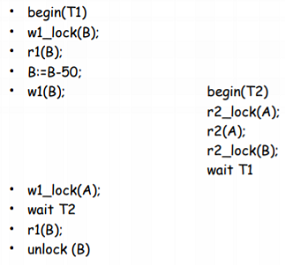 • begin(T1)
• w1_lock(B);
• r1(B);
• B:=B-50;
• w1(B);
begin(T2)
r2_lock(A);
r2(A);
r2_lock(B);
wait T1
• w1_lock(A);
• wait T2
• r1(B);
• unlock (B)